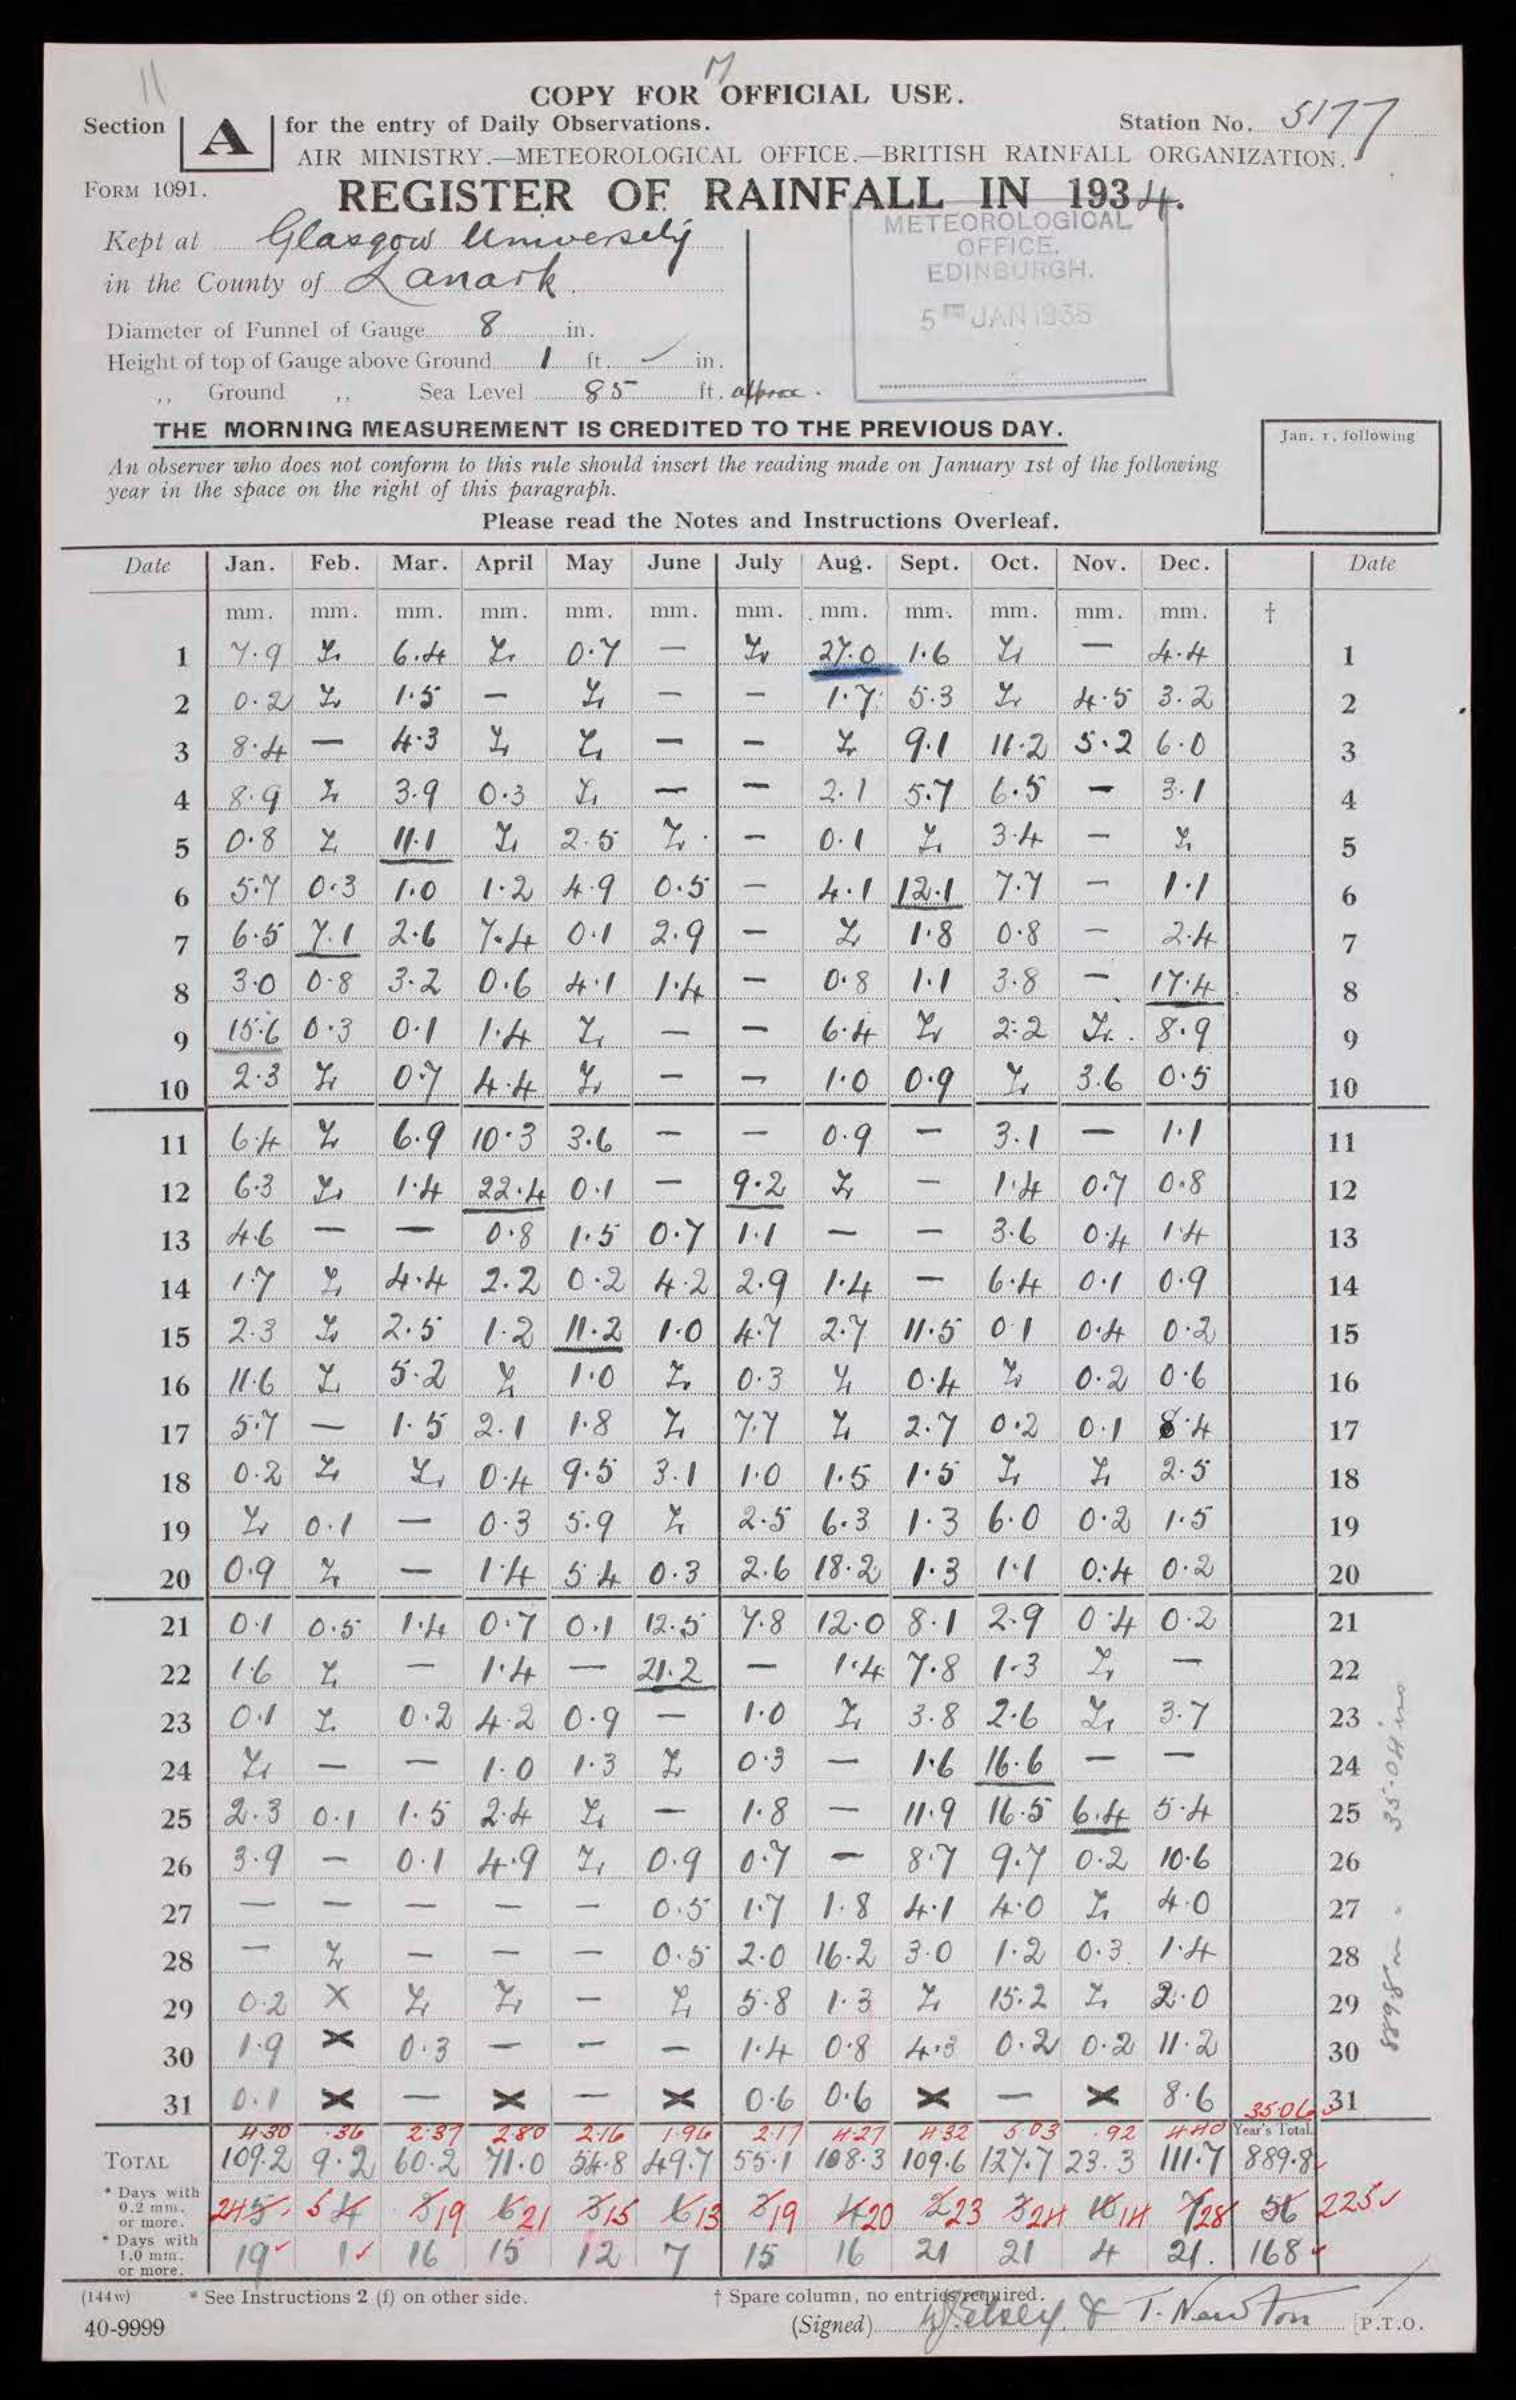 11
M
COPY FOR OFFICIAL USE.
Section A for the entry of Daily Observations. Station No. 5177
AIR MINISTRY.—METEOROLOGICAL OFFICE.—BRITISH RAINFALL ORGANIZATION.
FORM 1091.
REGISTER OF RAINFALL IN 1934.
Kept at Glasgow University
in the County of Lanark.
METEOROLOGICAL
OFFICE,
EDINBURGH.
5TH JAN 1935
Diameter of Funnel of Gauge 8 in.
Height of top of Gauge above Ground 1 ft. — in.
,, Ground ,, Sea Level 85 ft. approx.
THE MORNING MEASUREMENT IS CREDITED TO THE PREVIOUS DAY.
Jan. 1, following
An observer who does not conform to this rule should insert the reading made on January 1st of the following
year in the space on the right of this paragraph.
Please read the Notes and Instructions Overleaf.
Date Jan. Feb. Mar. April May June July Aug. Sept. Oct. Nov. Dec. Date
mm. mm. mm. mm. mm. mm. mm. mm. mm. mm. mm. mm. †
1 7.9 Tr 6.4 Tr 0.7 — Tr 27.0 1.6 Tr — 4.4 1
2 0.2 Tr 1.5 — Tr — — 1.7 5.3 Tr 4.5 3.2 2
3 8.4 — 4.3 Tr Tr — — Tr 9.1 11.2 5.2 6.0 3
4 8.9 Tr 3.9 0.3 Tr — — 2.1 5.7 6.5 — 3.1 4
5 0.8 Tr 11.1 Tr 2.5 Tr — 0.1 Tr 3.4 — Tr 5
6 5.7 0.3 1.0 1.2 4.9 0.5 — 4.1 12.1 7.7 — 1.1 6
7 6.5 7.1 2.6 7.4 0.1 2.9 — Tr 1.8 0.8 — 2.4 7
8 3.0 0.8 3.2 0.6 4.1 1.4 — 0.8 1.1 3.8 — 17.4 8
9 15.6 0.3 0.1 1.4 Tr — — 6.4 Tr 2.2 Tr 8.9 9
10 2.3 Tr 0.7 4.4 Tr — — 1.0 0.9 Tr 3.6 0.5 10
11 6.4 Tr 6.9 10.3 3.6 — — 0.9 — 3.1 — 1.1 11
12 6.3 Tr 1.4 22.4 0.1 — 9.2 Tr — 1.4 0.7 0.8 12
13 4.6 — — 0.8 1.5 0.7 1.1 — — 3.6 0.4 1.4 13
14 1.7 Tr 4.4 2.2 0.2 4.2 2.9 1.4 — 6.4 0.1 0.9 14
15 2.3 Tr 2.5 1.2 11.2 1.0 4.7 2.7 11.5 0.1 0.4 0.2 15
16 11.6 Tr 5.2 Tr 1.0 Tr 0.3 Tr 0.4 Tr 0.2 0.6 16
17 5.7 — 1.5 2.1 1.8 Tr 7.7 Tr 2.7 0.2 0.1 8.4 17
18 0.2 Tr Tr 0.4 9.5 3.1 1.0 1.5 1.5 Tr Tr 2.5 18
19 Tr 0.1 — 0.3 5.9 Tr 2.5 6.3 1.3 6.0 0.2 1.5 19
20 0.9 Tr — 1.4 5.4 0.3 2.6 18.2 1.3 1.1 0.4 0.2 20
21 0.1 0.5 1.4 0.7 0.1 12.5 7.8 12.0 8.1 2.9 0.4 0.2 21
22 1.6 Tr — 1.4 — 21.2 — 1.4 7.8 1.3 Tr — 22
23 0.1 Tr 0.2 4.2 0.9 — 1.0 Tr 3.8 2.6 Tr 3.7 23
24 Tr — — 1.0 1.3 Tr 0.3 — 1.6 16.6 — — 24
25 2.3 0.1 1.5 2.4 Tr — 1.8 — 11.9 16.5 6.4 5.4 25
26 3.9 — 0.1 4.9 Tr 0.9 0.7 — 8.7 9.7 0.2 10.6 26
27 — — — — — 0.5 1.7 1.8 4.1 4.0 Tr 4.0 27
28 — Tr — — — 0.5 2.0 16.2 3.0 1.2 0.3 1.4 28
29 0.2 X Tr Tr — Tr 5.8 1.3 Tr 15.2 Tr 2.0 29
30 1.9 X 0.3 — — — 1.4 0.8 4.3 0.2 0.2 11.2 30
31 0.1 X — X — X 0.6 0.6 X — X 8.6 35.06 31
4.30 .36 2.37 2.80 2.16 1.96 2.17 4.27 4.32 5.03 .92 4.40 Year's Total.
TOTAL 109.2 9.2 60.2 71.0 54.8 49.7 55.1 108.3 109.6 127.7 23.3 111.7 889.8
* Days with
0.2 mm.
or more. 24 5 19 21 15 13 19 20 23 24 14 28 225
* Days with
1.0 mm.
or more. 19 1 16 15 12 7 15 16 21 21 4 21. 168
35.04 ins
(144w) * See Instructions 2 (f) on other side. † Spare column, no entries required.
40-9999 (Signed) & T. Newton [P.T.O.